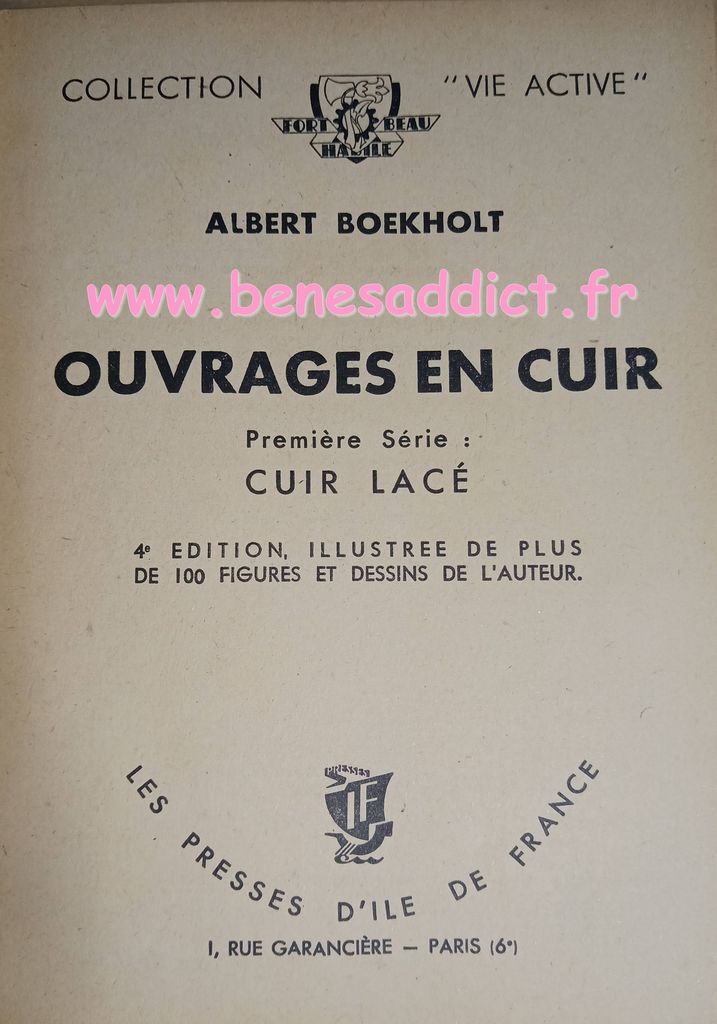 COLLECTION "VIE ACTIVE"
FORT BEAU
HABILE
ALBERT BOEKHOLT
www.benesaddict.fr
OUVRAGES EN CUIR
Première Série :
CUIR LACÉ
4e EDITION, ILLUSTREE DE PLUS
DE 100 FIGURES ET DESSINS DE L'AUTEUR.
PRESSES
IF
LES PRESSES D'ILE DE FRANCE
1, RUE GARANCIÈRE — PARIS (6e)